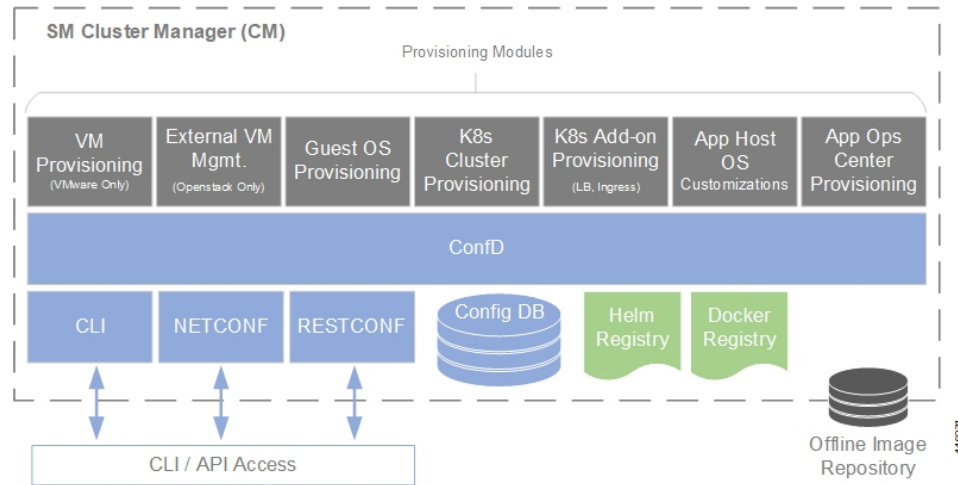 SM Cluster Manager (CM)
Provisioning Modules
VM
Provisioning
(VMware Only)
External VM
Mgmt.
(Openstack Only)
Guest OS
Provisioning
K8s
Cluster
Provisioning
K8s Add-on
Provisioning
(LB, Ingress)
App Host
OS
Customizations
App Ops
Center
Provisioning
ConfD
CLI
NETCONF
RESTCONF
Config DB
Helm
Registry
Docker
Registry
CLI / API Access
Offline Image
Repository